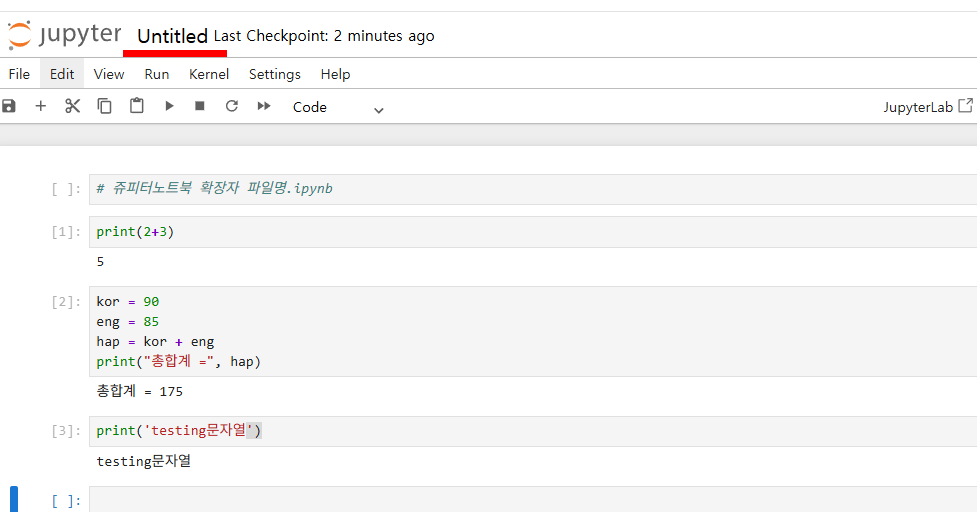 jupyter Untitled Last Checkpoint: 2 minutes ago
File Edit View Run Kernel Settings Help
Code JupyterLab
[ ]: # 쥬피터노트북 확장자 파일명.ipynb
[1]: print(2+3)
5
[2]: kor = 90
eng = 85
hap = kor + eng
print("총합계 =", hap)
총합계 = 175
[3]: print('testing문자열')
testing문자열
[ ]: